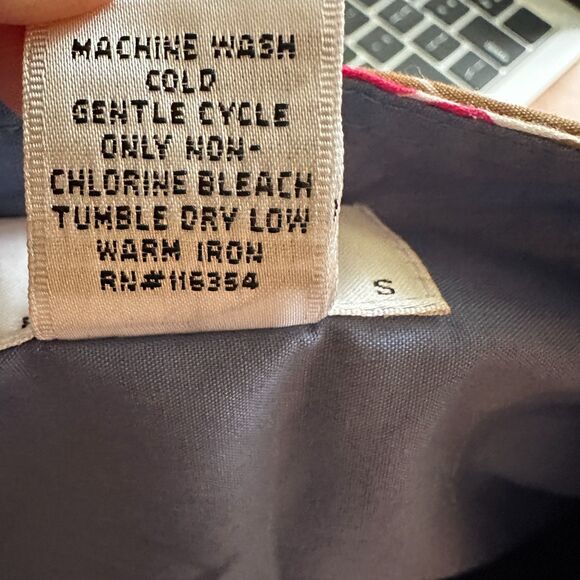 MACHINE WASH
COLD
GENTLE CYCLE
ONLY NON-
CHLORINE BLEACH
TUMBLE DRY LOW
WARM IRON
RN#116354
S